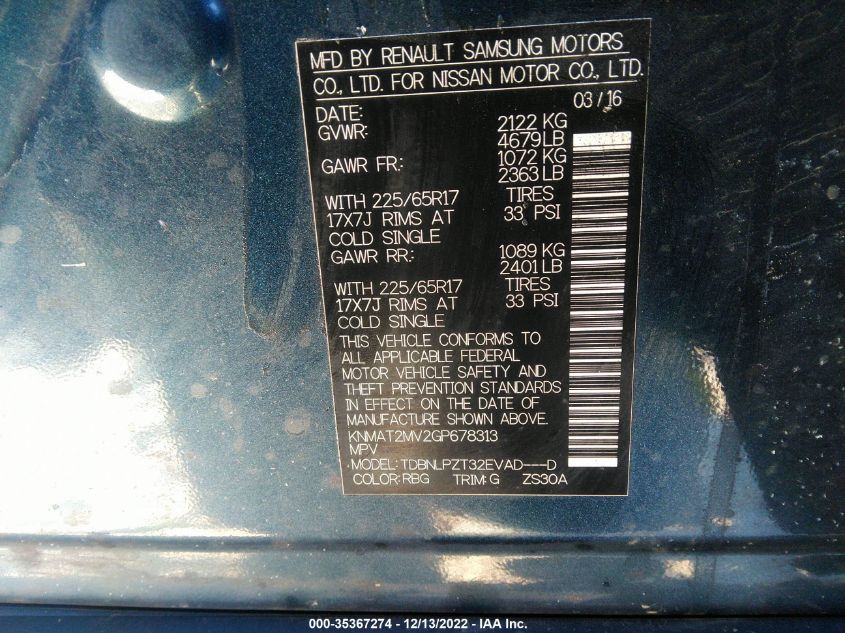 MFD BY RENAULT SAMSUNG MOTORS
CO., LTD. FOR NISSAN MOTOR CO., LTD.
DATE: 03/16
GVWR: 2122 KG
4679 LB
GAWR FR: 1072 KG
2363 LB
WITH 225/65R17 TIRES
17X7J RIMS AT 33 PSI
COLD SINGLE
GAWR RR: 1089 KG
2401 LB
WITH 225/65R17 TIRES
17X7J RIMS AT 33 PSI
COLD SINGLE
THIS VEHICLE CONFORMS TO
ALL APPLICABLE FEDERAL
MOTOR VEHICLE SAFETY AND
THEFT PREVENTION STANDARDS
IN EFFECT ON THE DATE OF
MANUFACTURE SHOWN ABOVE.
KNMAT2MV2GP678313
MPV
MODEL: TDBNLPZT32EVAD---D
COLOR: RBG TRIM: G ZS30A
000-35367274 - 12/13/2022 - IAA Inc.